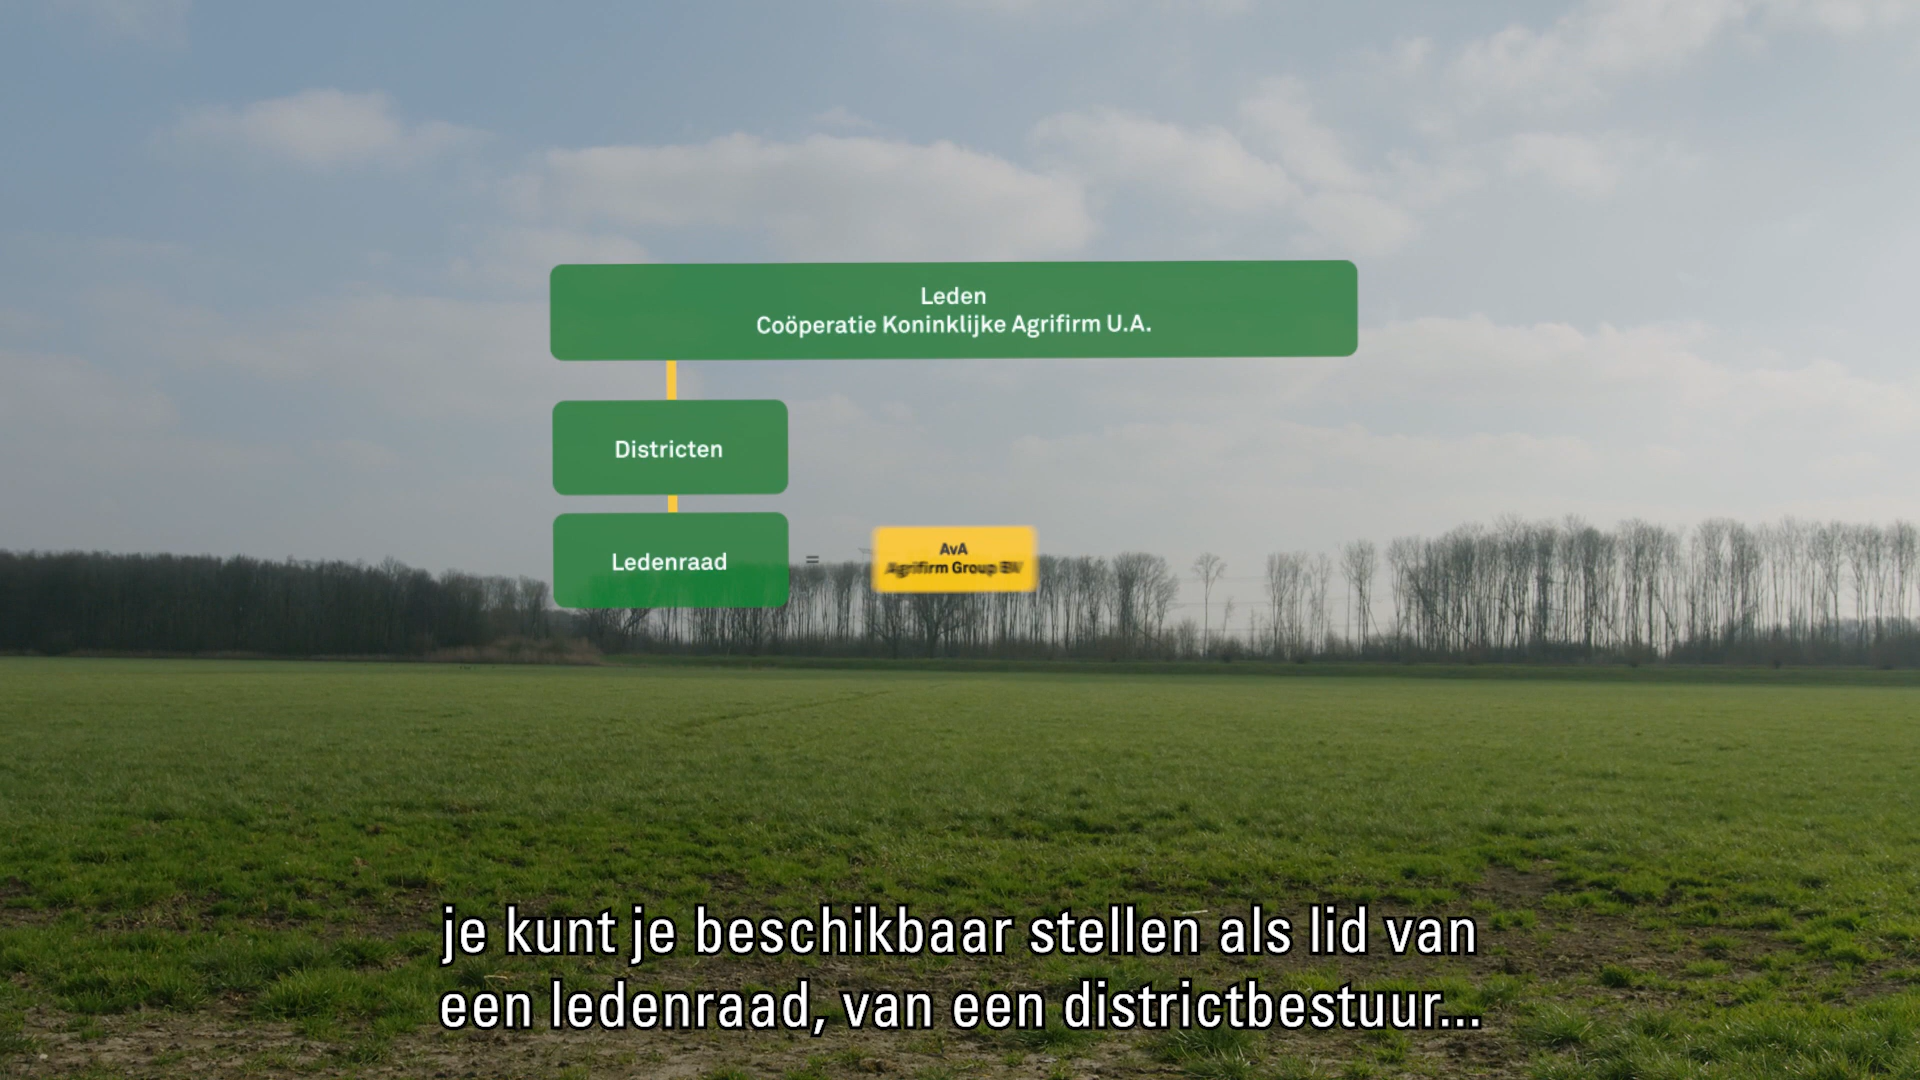 Leden
Coöperatie Koninklijke Agrifirm U.A.
Districten
Ledenraad
=
AvA
Agrifirm Group BV
je kunt je beschikbaar stellen als lid van
een ledenraad, van een districtbestuur...